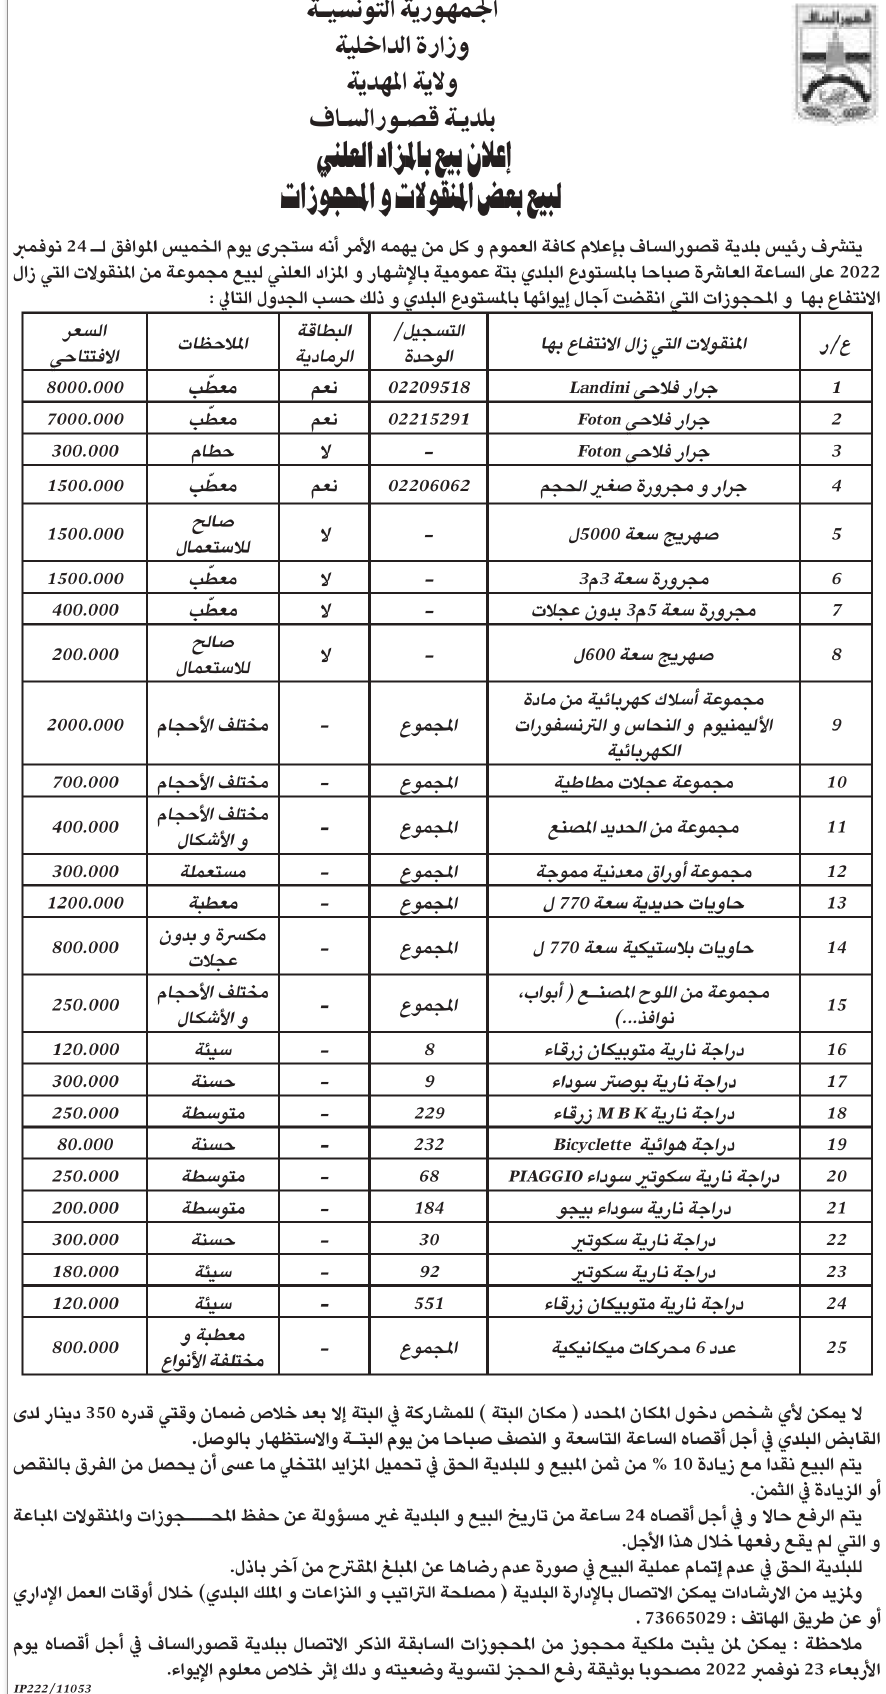 الجمهورية التونسيـة
وزارة الداخلية
ولاية المهدية
بلدية قصورالساف
قصورالساف
إعلان بيع بالمزاد العلني
لبيع بعض المنقولات و المحجوزات
يتشرف رئيس بلدية قصورالساف بإعلام كافة العموم و كل من يهمه الأمر أنه ستجرى يوم الخميس الموافق لــ 24 نوفمبر
2022 على الساعة العاشرة صباحا بالمستودع البلدي بتة عمومية بالإشهار و المزاد العلني لبيع مجموعة من المنقولات التي زال
الانتفاع بها و المحجوزات التي انقضت آجال إيوائها بالمستودع البلدي و ذلك حسب الجدول التالي :
ع/ر المنقولات التي زال الانتفاع بها التسجيل/ الوحدة البطاقة الرمادية الملاحظات السعر الافتتاحي
1 جرار فلاحي Landini 02209518 نعم معطّب 8000.000
2 جرار فلاحي Foton 02215291 نعم معطّب 7000.000
3 جرار فلاحي Foton – لا حطام 300.000
4 جرار و مجرورة صغير الحجم 02206062 نعم معطّب 1500.000
5 صهريج سعة 5000ل – لا صالح للاستعمال 1500.000
6 مجرورة سعة 3م3 – لا معطّب 1500.000
7 مجرورة سعة 5م3 بدون عجلات – لا معطّب 400.000
8 صهريج سعة 600ل – لا صالح للاستعمال 200.000
9 مجموعة أسلاك كهربائية من مادة الأليمنيوم و النحاس و الترنسفورات الكهربائية المجموع – مختلف الأحجام 2000.000
10 مجموعة عجلات مطاطية المجموع – مختلف الأحجام 700.000
11 مجموعة من الحديد المصنع المجموع – مختلف الأحجام و الأشكال 400.000
12 مجموعة أوراق معدنية مموجة المجموع – مستعملة 300.000
13 حاويات حديدية سعة 770 ل المجموع – معطبة 1200.000
14 حاويات بلاستيكية سعة 770 ل المجموع – مكسرة و بدون عجلات 800.000
15 مجموعة من اللوح المصنــع ( أبواب، نوافذ...) المجموع – مختلف الأحجام و الأشكال 250.000
16 دراجة نارية متوبيكان زرقاء 8 – سيئة 120.000
17 دراجة نارية بوصتر سوداء 9 – حسنة 300.000
18 دراجة نارية M B K زرقاء 229 – متوسطة 250.000
19 دراجة هوائية Bicyclette 232 – حسنة 80.000
20 دراجة نارية سكوتير سوداء PIAGGIO 68 – متوسطة 250.000
21 دراجة نارية سوداء بيجو 184 – متوسطة 200.000
22 دراجة نارية سكوتير 30 – حسنة 300.000
23 دراجة نارية سكوتير 92 – سيئة 180.000
24 دراجة نارية متوبيكان زرقاء 551 – سيئة 120.000
25 عدد 6 محركات ميكانيكية المجموع – معطبة و مختلفة الأنواع 800.000
لا يمكن لأي شخص دخول المكان المحدد ( مكان البتة ) للمشاركة في البتة إلا بعد خلاص ضمان وقتي قدره 350 دينار لدى
القابض البلدي في أجل أقصاه الساعة التاسعة و النصف صباحا من يوم البتـة والاستظهار بالوصل.
يتم البيع نقدا مع زيادة 10 % من ثمن المبيع و للبلدية الحق في تحميل المزايد المتخلي ما عسى أن يحصل من الفرق بالنقص
أو الزيادة في الثمن.
يتم الرفع حالا و في أجل أقصاه 24 ساعة من تاريخ البيع و البلدية غير مسؤولة عن حفظ المحـــــجوزات والمنقولات المباعة
و التي لم يقع رفعها خلال هذا الأجل.
للبلدية الحق في عدم إتمام عملية البيع في صورة عدم رضاها عن المبلغ المقترح من آخر باذل.
ولمزيد من الارشادات يمكن الاتصال بالإدارة البلدية ( مصلحة التراتيب و النزاعات و الملك البلدي) خلال أوقات العمل الإداري
أو عن طريق الهاتف : 73665029 .
ملاحظة : يمكن لمن يثبت ملكية محجوز من المحجوزات السابقة الذكر الاتصال ببلدية قصورالساف في أجل أقصاه يوم
الأربعاء 23 نوفمبر 2022 مصحوبا بوثيقة رفع الحجز لتسوية وضعيته و دلك إثر خلاص معلوم الإيواء.
IP222/11053